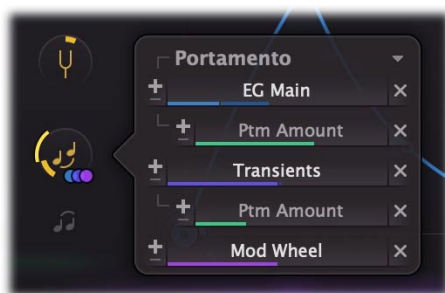 Portamento
EG Main
Ptm Amount
Transients
Ptm Amount
Mod Wheel